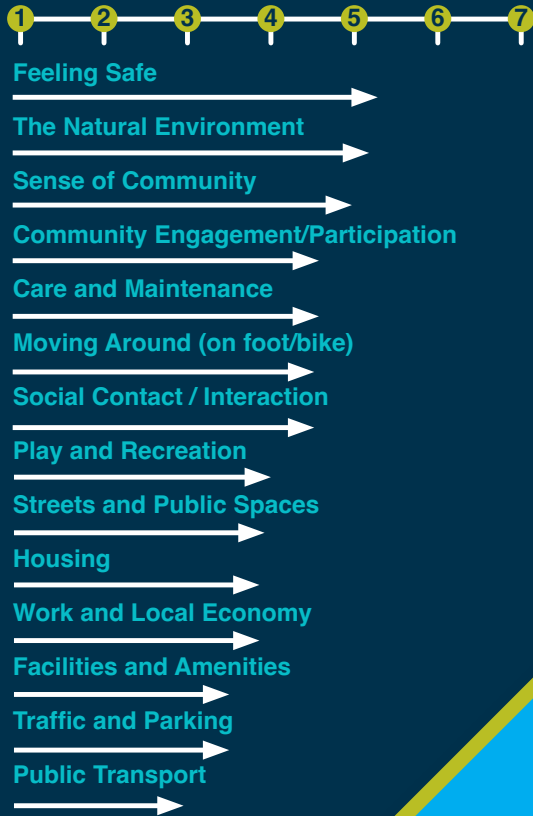 1 2 3 4 5 6 7
Feeling Safe
The Natural Environment
Sense of Community
Community Engagement/Participation
Care and Maintenance
Moving Around (on foot/bike)
Social Contact / Interaction
Play and Recreation
Streets and Public Spaces
Housing
Work and Local Economy
Facilities and Amenities
Traffic and Parking
Public Transport